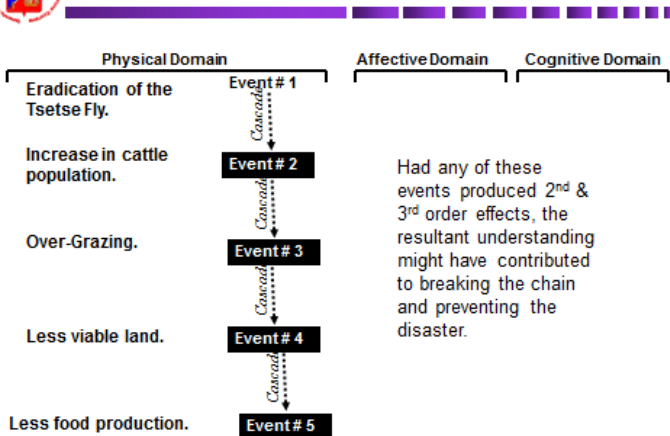 Physical Domain
Affective Domain
Cognitive Domain
Eradication of the
Tsetse Fly.
Event# 1
Cascade
Increase in cattle
population.
Event# 2
Cascade
Over-Grazing.
Event# 3
Cascade
Less viable land.
Event# 4
Cascade
Less food production.
Event# 5
Had any of these
events produced 2nd &
3rd order effects, the
resultant understanding
might have contributed
to breaking the chain
and preventing the
disaster.